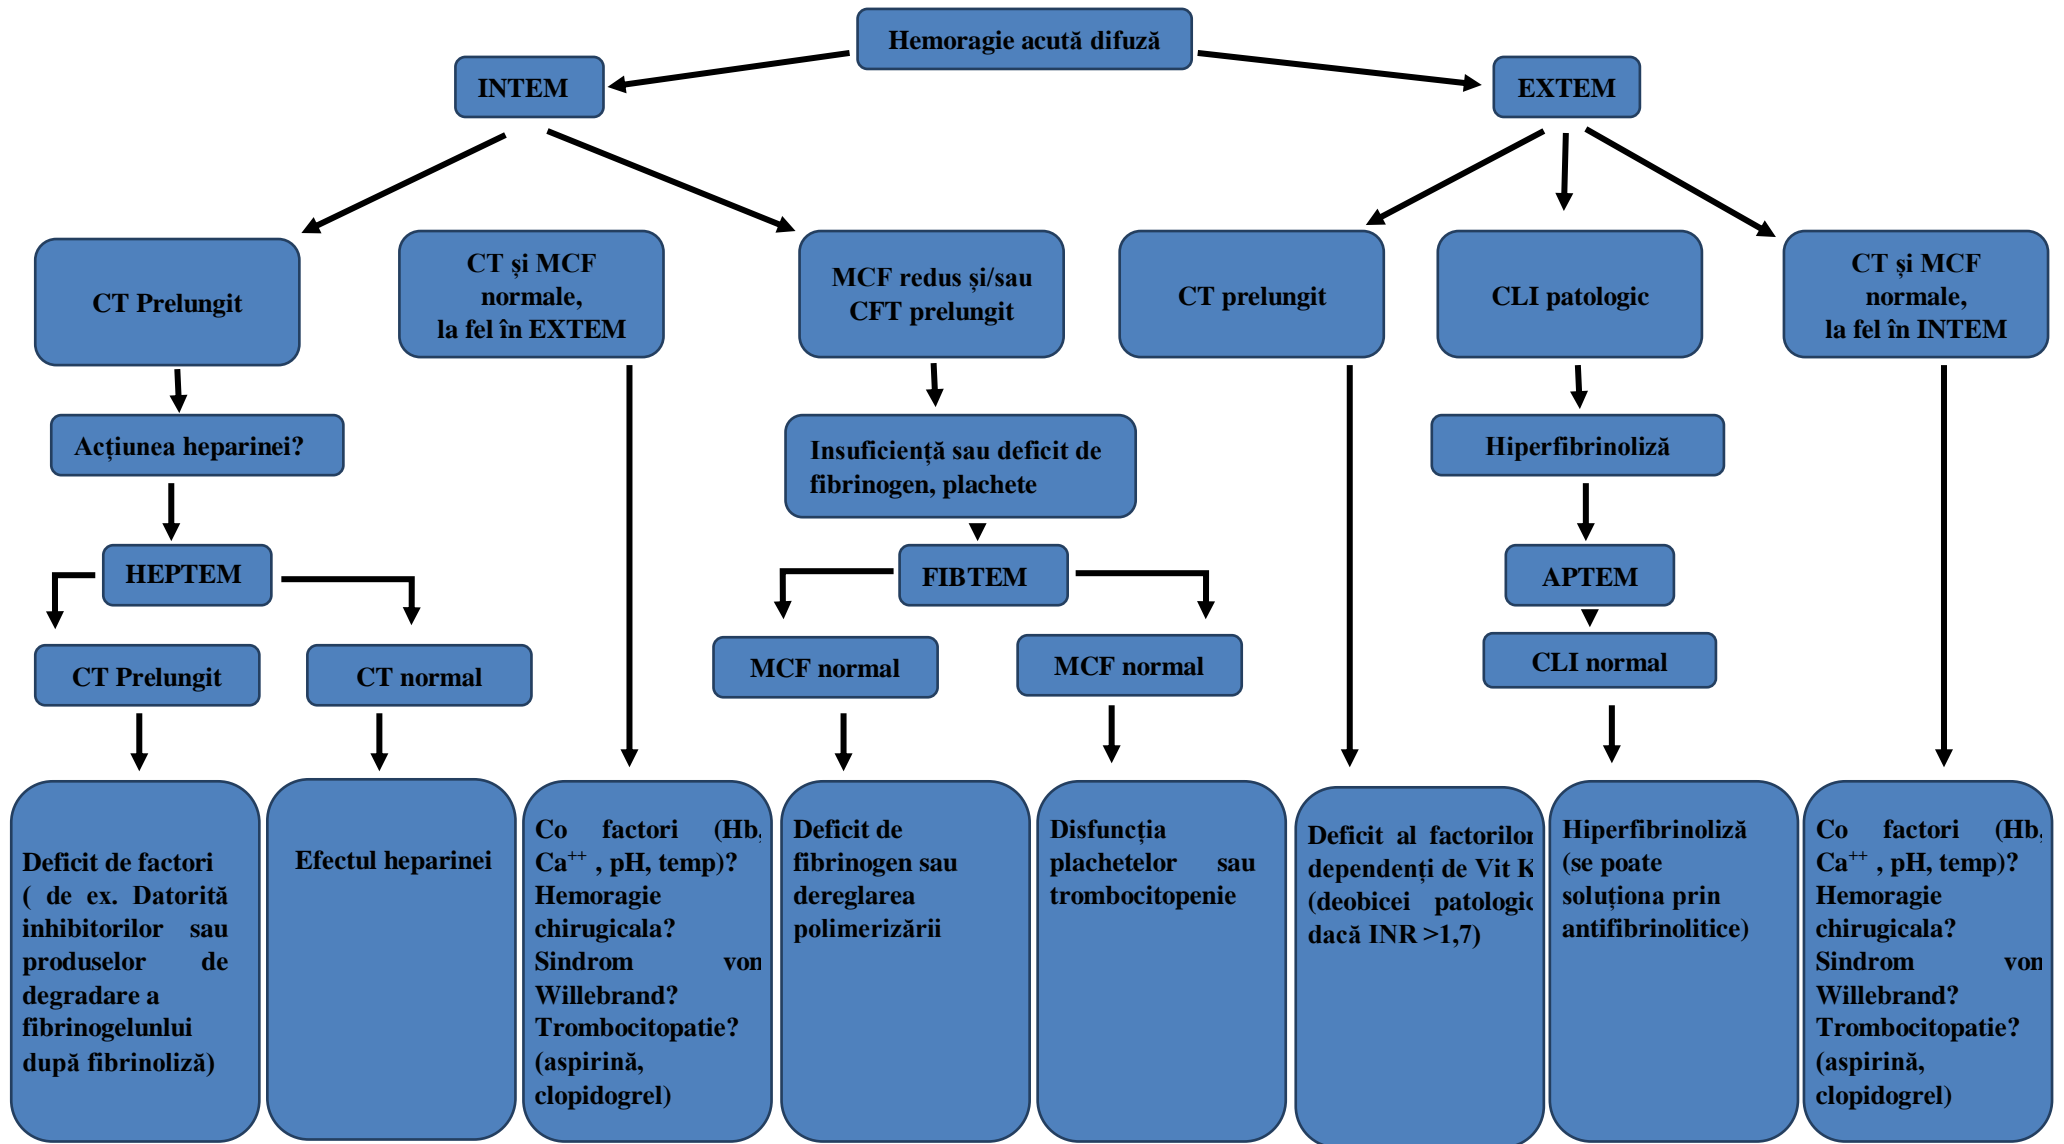 Hemoragie acută difuză
INTEM
EXTEM
CT Prelungit
CT și MCF
normale,
la fel în EXTEM
MCF redus și/sau
CFT prelungit
CT prelungit
CLI patologic
CT și MCF
normale,
la fel în INTEM
Acțiunea heparinei?
Insuficiență sau deficit de
fibrinogen, plachete
Hiperfibrinoliză
HEPTEM
FIBTEM
APTEM
CT Prelungit
CT normal
MCF normal
MCF normal
CLI normal
Deficit de factori
( de ex. Datorită
inhibitorilor sau
produselor de
degradare a
fibrinogelunlui
după fibrinoliză)
Efectul heparinei
Co factori (Hb,
Ca++ , pH, temp)?
Hemoragie
chirugicala?
Sindrom von
Willebrand?
Trombocitopatie?
(aspirină,
clopidogrel)
Deficit de
fibrinogen sau
dereglarea
polimerizării
Disfuncția
plachetelor sau
trombocitopenie
Deficit al factorilor
dependenți de Vit K
(deobicei patologic
dacă INR >1,7)
Hiperfibrinoliză
(se poate
soluționa prin
antifibrinolitice)
Co factori (Hb,
Ca++ , pH, temp)?
Hemoragie
chirugicala?
Sindrom von
Willebrand?
Trombocitopatie?
(aspirină,
clopidogrel)